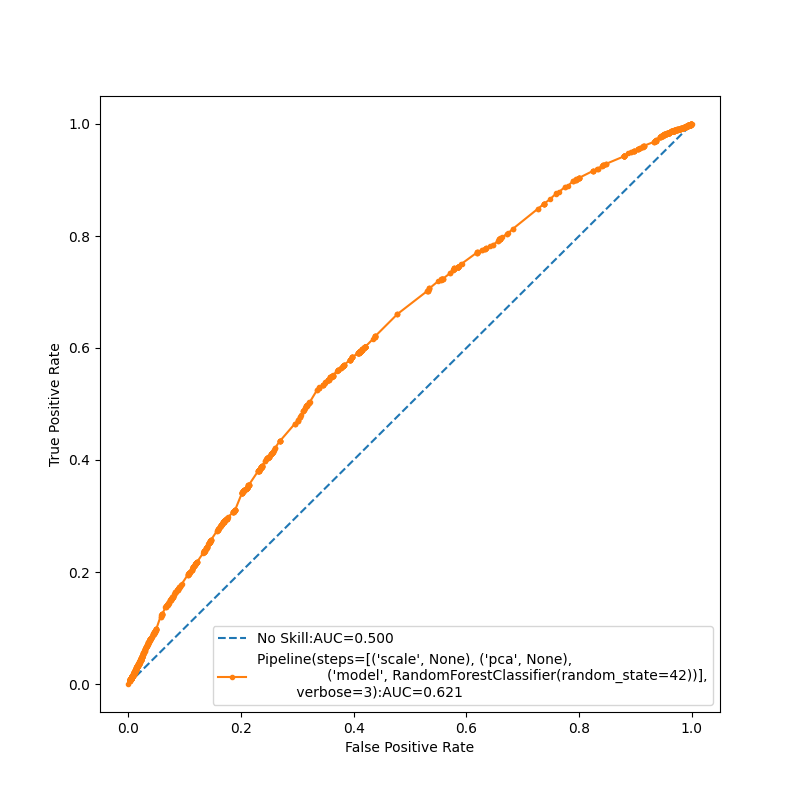 1.0
0.8
0.6
0.4
0.2
0.0
True Positive Rate
No Skill:AUC=0.500
Pipeline(steps=[('scale', None), ('pca', None),
('model', RandomForestClassifier(random_state=42))],
verbose=3):AUC=0.621
0.0 0.2 0.4 0.6 0.8 1.0
False Positive Rate